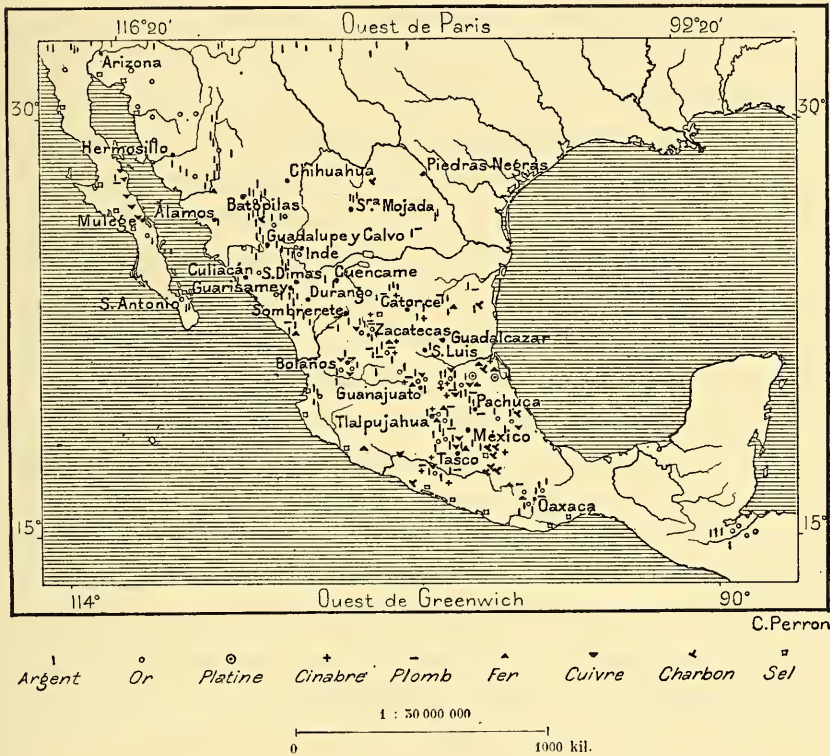 116°20' Ouest de Paris 92°20'
Arizona
30° 30°
Hermosillo
Chihuahua
Piedras Negras
Mulegé
Álamos
Batopilas
Sra Mojada
Guadalupe y Calvo
Inde
Culiacán
S. Dimas
Cuencame
Guarisamey
Durango
S. Antonio
Catorce
Sombrerete
Zacatecas
Guadalcazar
S. Luis
Bolaños
Guanajuato
Pachuca
Tlalpujahua
México
Tasco
Oaxaca
15° 15°
114° Ouest de Greenwich 90°
C. Perron
Argent Or Platine Cinabre Plomb Fer Cuivre Charbon Sel
1 : 30 000 000
0 1000 kil.